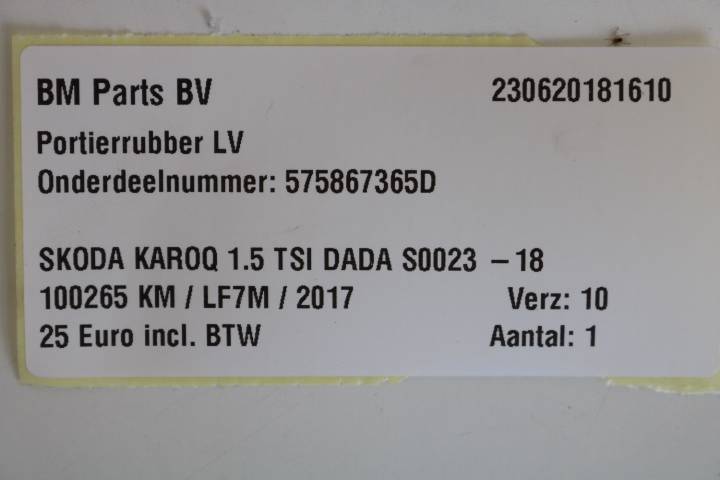 BM Parts BV 230620181610
Portierrubber LV
Onderdeelnummer: 575867365D
SKODA KAROQ 1.5 TSI DADA S0023 – 18
100265 KM / LF7M / 2017 Verz: 10
25 Euro incl. BTW Aantal: 1